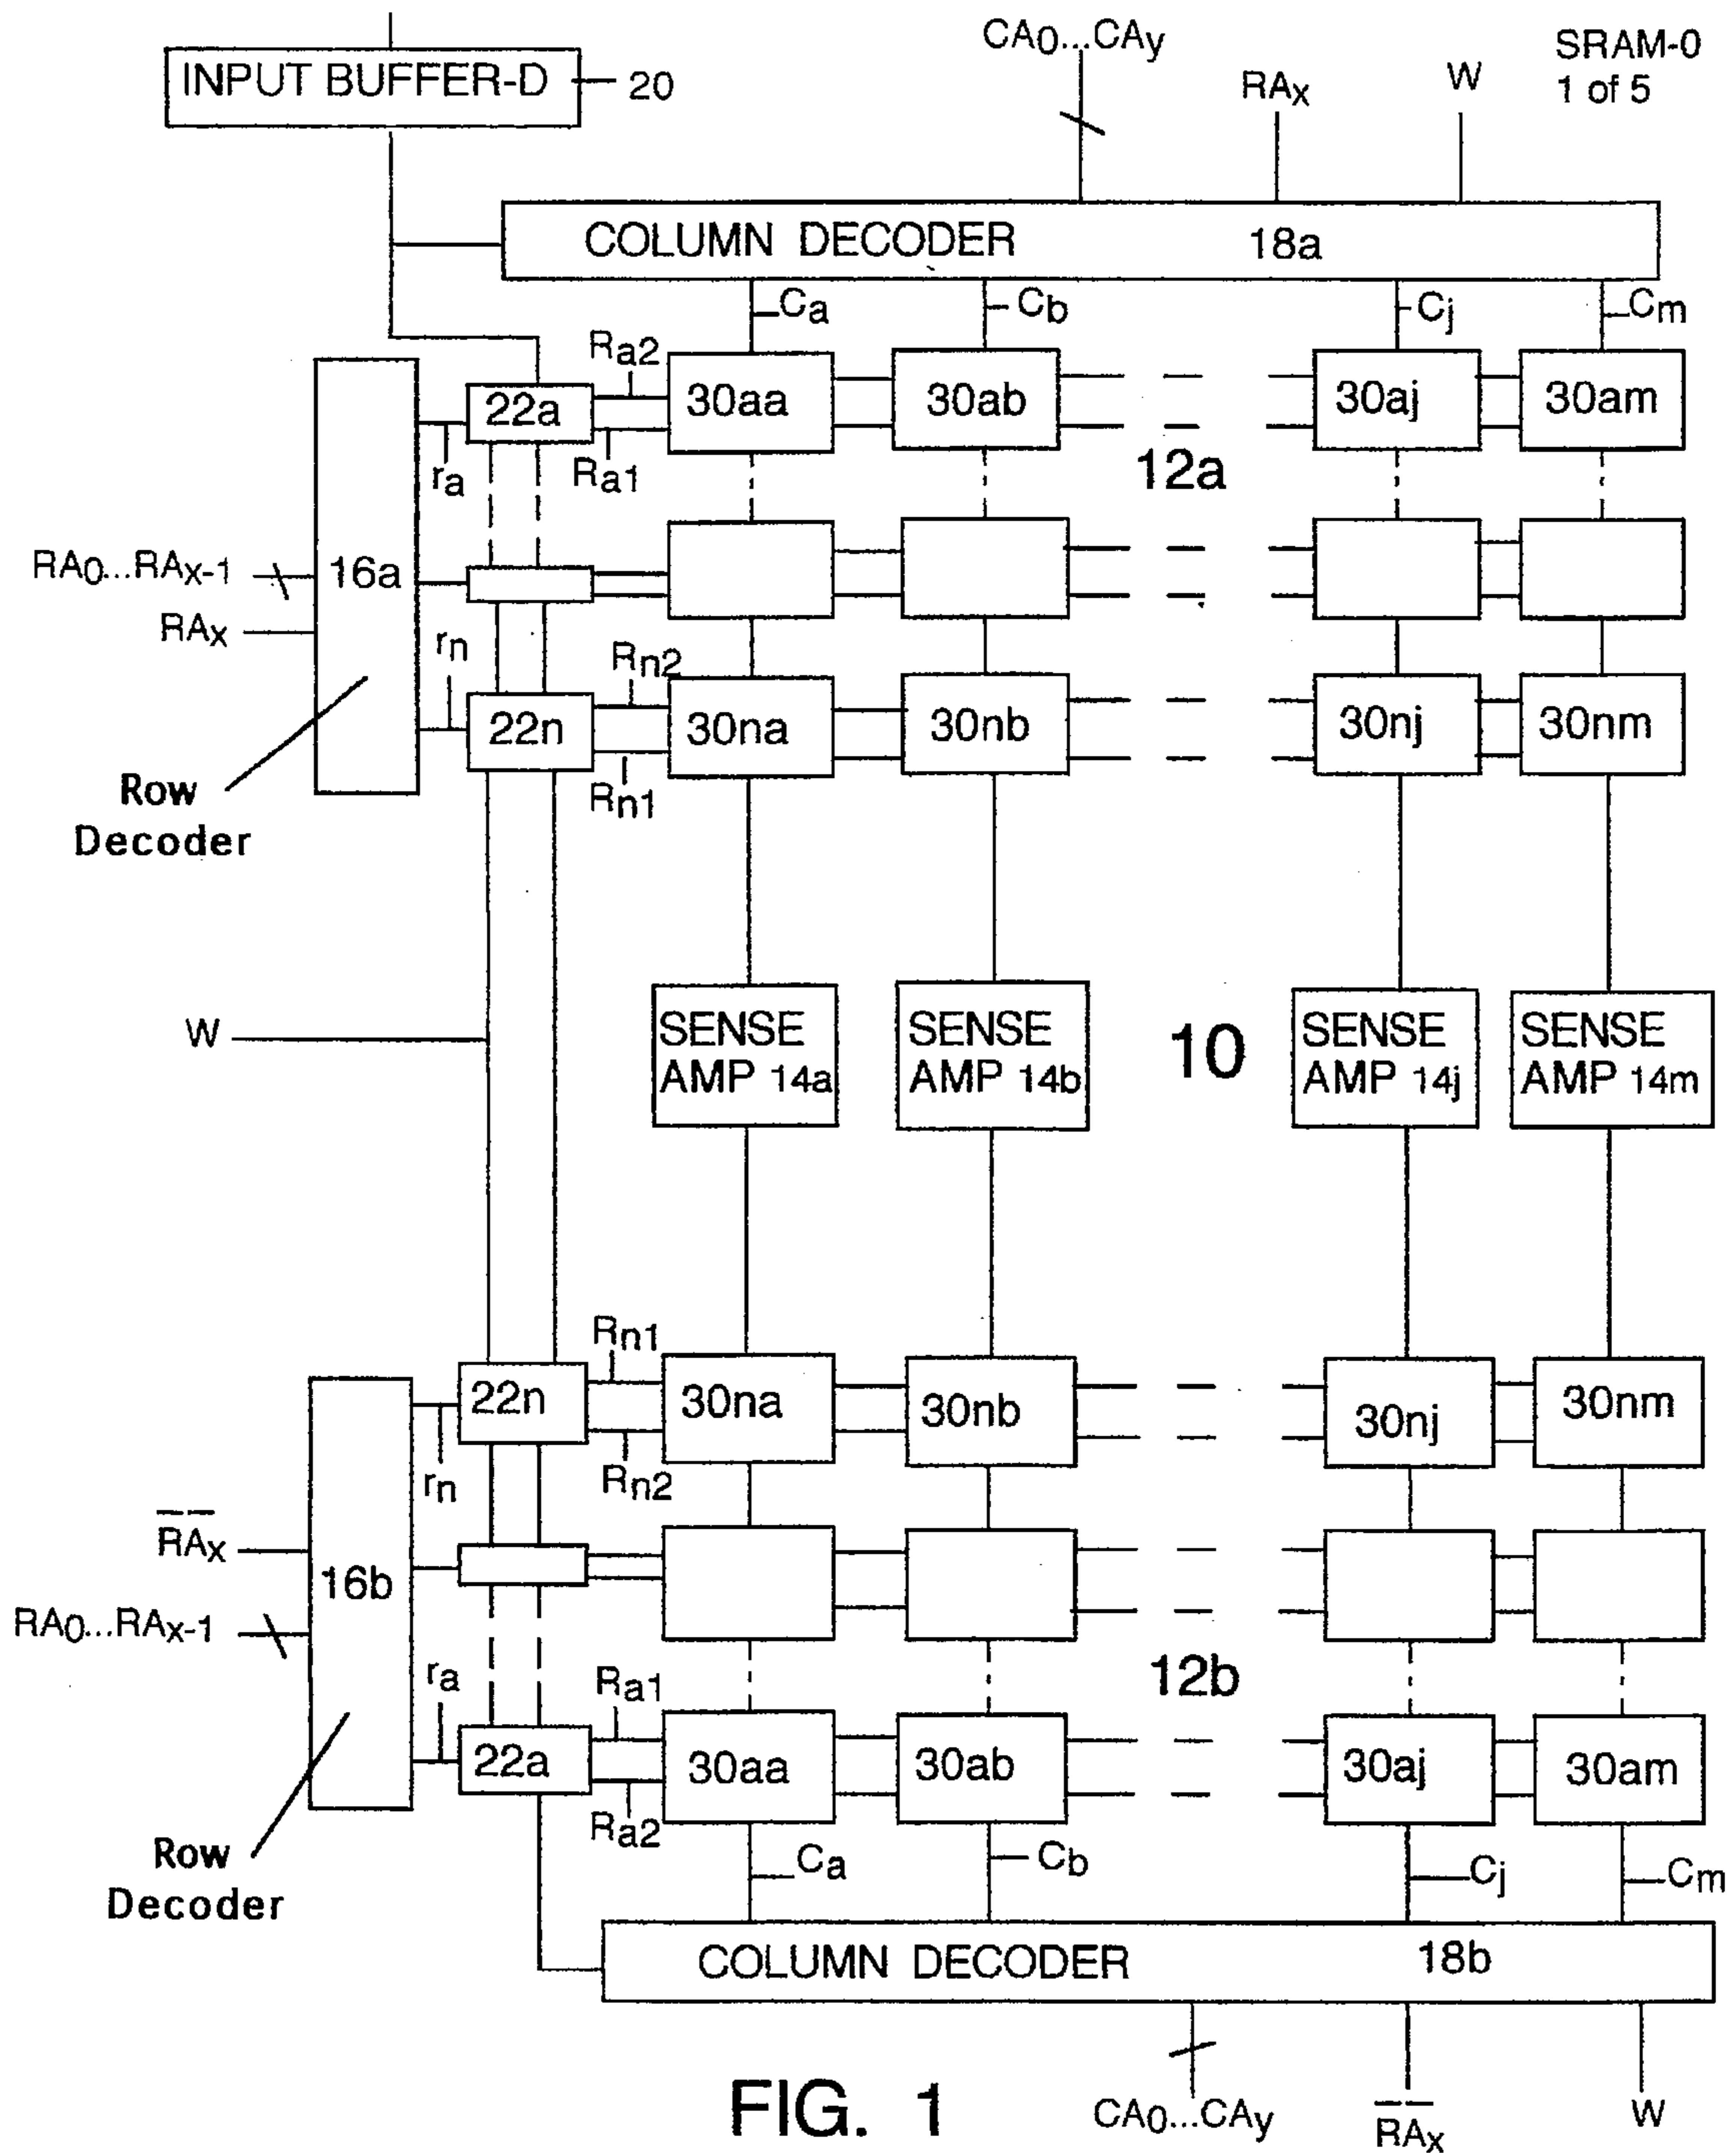 CA0...CAy
SRAM-0
1 of 5
INPUT BUFFER-D 20
RAx
W
COLUMN DECODER 18a
Ca Cb Cj Cm
Ra2
22a 30aa 30ab 30aj 30am
ra
Ra1
12a
RA0...RAx-1
16a
RAx
rn
Rn2
22n 30na 30nb 30nj 30nm
Rn1
Row
Decoder
W
SENSE
AMP 14a
SENSE
AMP 14b
10
SENSE
AMP 14j
SENSE
AMP 14m
Rn1
22n 30na 30nb 30nj 30nm
rn
Rn2
R̅A̅x
16b
RA0...RAx-1
12b
ra
Ra1
22a 30aa 30ab 30aj 30am
Ra2
Row
Decoder
Ca Cb Cj Cm
COLUMN DECODER 18b
FIG. 1
CA0...CAy
R̅A̅x
W